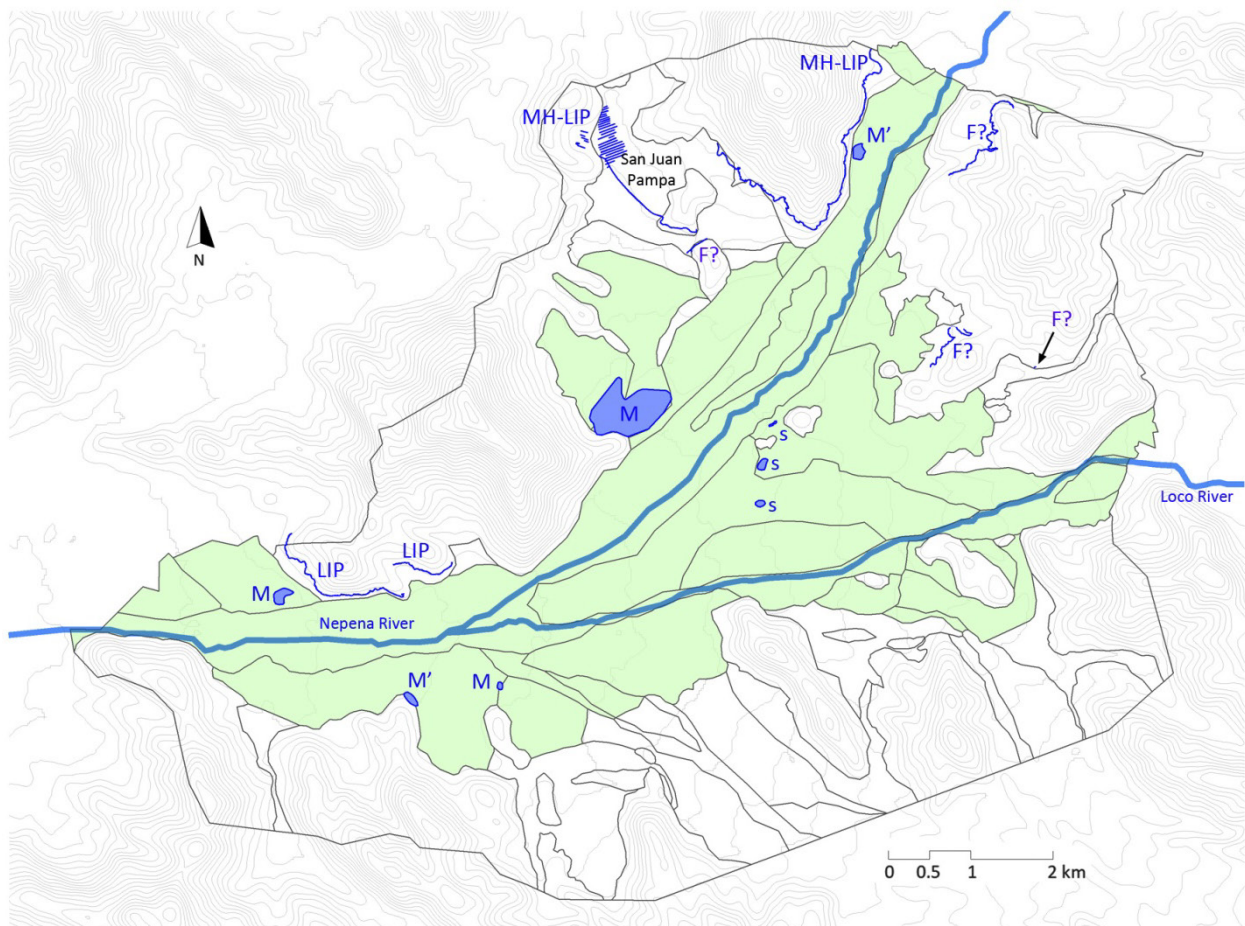 MH-LIP
MH-LIP
F?
M'
San Juan
Pampa
N
F?
F?
F?
M
s
s
s
Loco River
LIP
LIP
M
Nepena River
M'
M
0 0.5 1 2 km